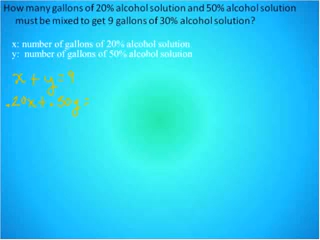 How many gallons of 20% alcohol solution and 50% alcohol solution
must be mixed to get 9 gallons of 30% alcohol solution?
x: number of gallons of 20% alcohol solution
y: number of gallons of 50% alcohol solution
x + y = 9
.20x + .50y =